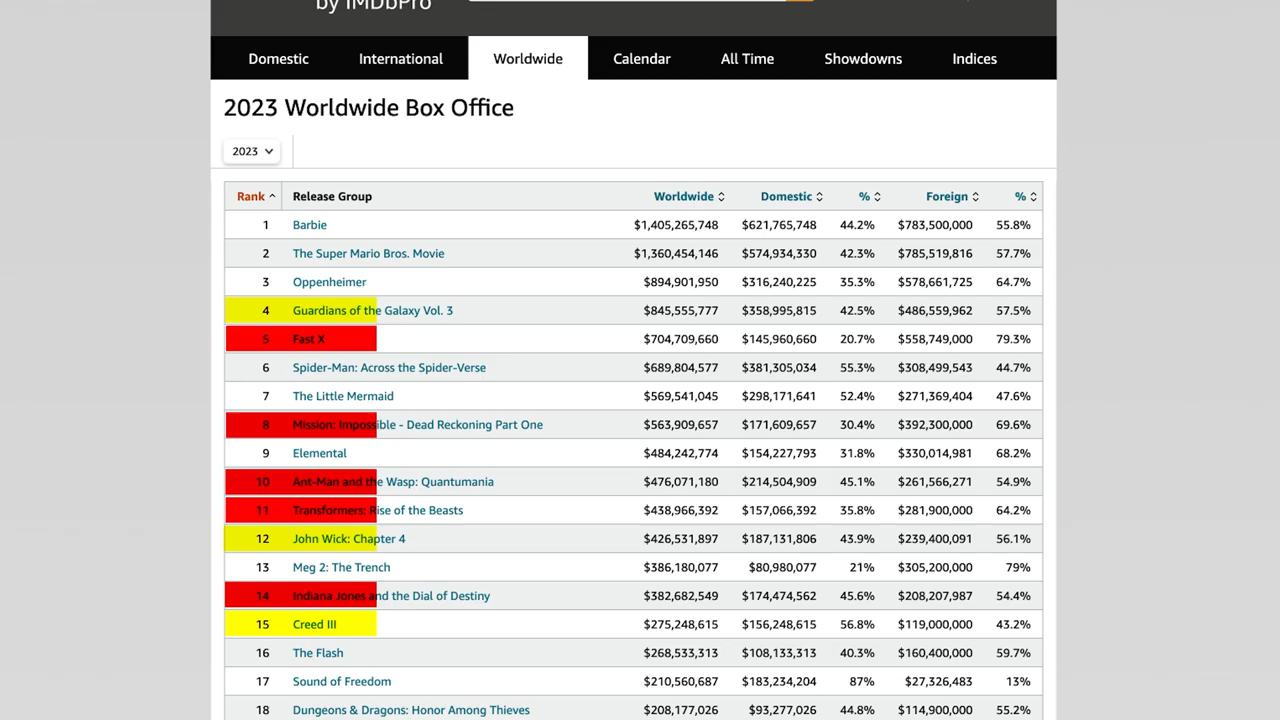 by IMDbPro
Domestic International Worldwide Calendar All Time Showdowns Indices
2023 Worldwide Box Office
2023
Rank Release Group Worldwide Domestic % Foreign %
1 Barbie $1,405,265,748 $621,765,748 44.2% $783,500,000 55.8%
2 The Super Mario Bros. Movie $1,360,454,146 $574,934,330 42.3% $785,519,816 57.7%
3 Oppenheimer $894,901,950 $316,240,225 35.3% $578,661,725 64.7%
4 Guardians of the Galaxy Vol. 3 $845,555,777 $358,995,815 42.5% $486,559,962 57.5%
5 Fast X $704,709,660 $145,960,660 20.7% $558,749,000 79.3%
6 Spider-Man: Across the Spider-Verse $689,804,577 $381,305,034 55.3% $308,499,543 44.7%
7 The Little Mermaid $569,541,045 $298,171,641 52.4% $271,369,404 47.6%
8 Mission: Impossible - Dead Reckoning Part One $563,909,657 $171,609,657 30.4% $392,300,000 69.6%
9 Elemental $484,242,774 $154,227,793 31.8% $330,014,981 68.2%
10 Ant-Man and the Wasp: Quantumania $476,071,180 $214,504,909 45.1% $261,566,271 54.9%
11 Transformers: Rise of the Beasts $438,966,392 $157,066,392 35.8% $281,900,000 64.2%
12 John Wick: Chapter 4 $426,531,897 $187,131,806 43.9% $239,400,091 56.1%
13 Meg 2: The Trench $386,180,077 $80,980,077 21% $305,200,000 79%
14 Indiana Jones and the Dial of Destiny $382,682,549 $174,474,562 45.6% $208,207,987 54.4%
15 Creed III $275,248,615 $156,248,615 56.8% $119,000,000 43.2%
16 The Flash $268,533,313 $108,133,313 40.3% $160,400,000 59.7%
17 Sound of Freedom $210,560,687 $183,234,204 87% $27,326,483 13%
18 Dungeons & Dragons: Honor Among Thieves $208,177,026 $93,277,026 44.8% $114,900,000 55.2%